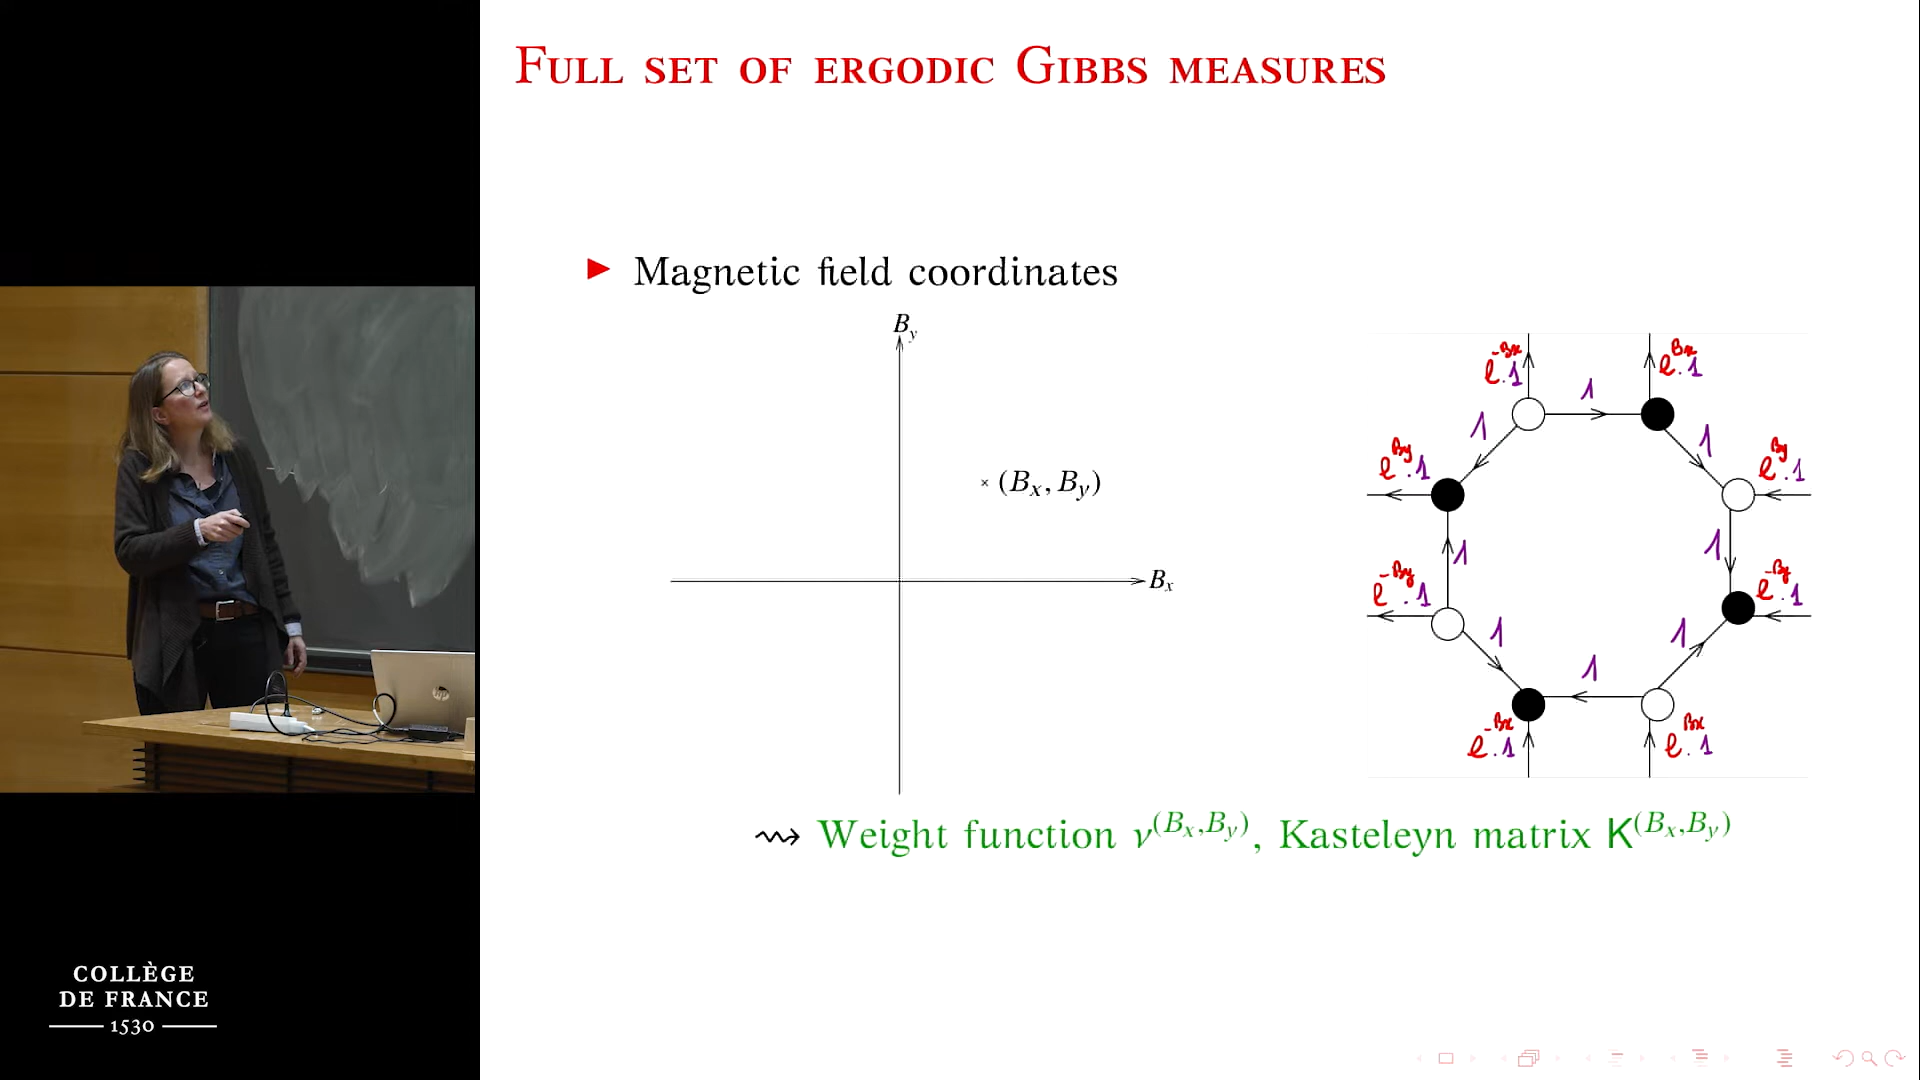 FULL SET OF ERGODIC GIBBS MEASURES
► Magnetic field coordinates
B_y
× (B_x, B_y)
B_x
e^{-Bx}.1
e^{Bx}.1
1
1
1
e^{By}.1
e^{By}.1
1
1
e^{-By}.1
e^{-By}.1
1
1
1
e^{-Bx}.1
e^{Bx}.1
⇝ Weight function ν^{(B_x,B_y)}, Kasteleyn matrix K^{(B_x,B_y)}
COLLÈGE
DE FRANCE
1530
hp